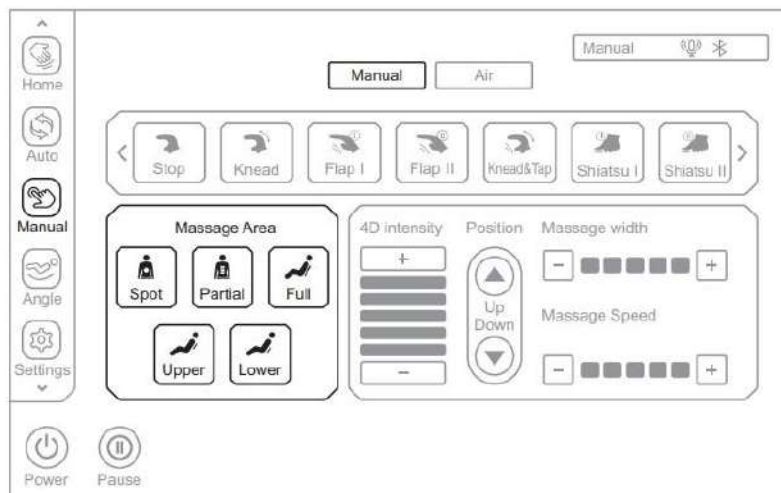 Manual
Home
Manual Air
Auto
Stop Knead Flap I Flap II Knead&Tap Shiatsu I Shiatsu II
Manual
Massage Area
Spot Partial Full
Upper Lower
4D intensity Position Massage width
+
- +
Up
Down
Massage Speed
-
- +
Angle
Settings
Power Pause